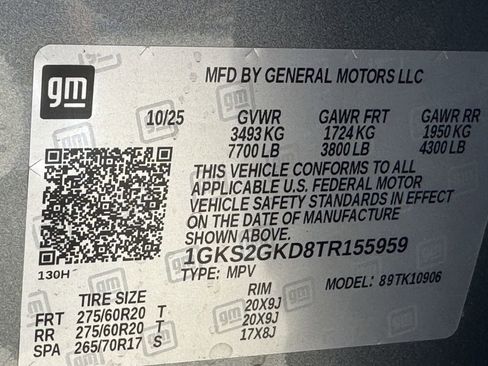 gm
MFD BY GENERAL MOTORS LLC
10/25 GVWR GAWR FRT GAWR RR
3493 KG 1724 KG 1950 KG
7700 LB 3800 LB 4300 LB
THIS VEHICLE CONFORMS TO ALL
APPLICABLE U.S. FEDERAL MOTOR
VEHICLE SAFETY STANDARDS IN EFFECT
ON THE DATE OF MANUFACTURE
SHOWN ABOVE.
1GKS2GKD8TR155959
130H TYPE: MPV MODEL: 89TK10906
TIRE SIZE RIM
FRT 275/60R20 T 20X9J
RR 275/60R20 T 20X9J
SPA 265/70R17 S 17X8J